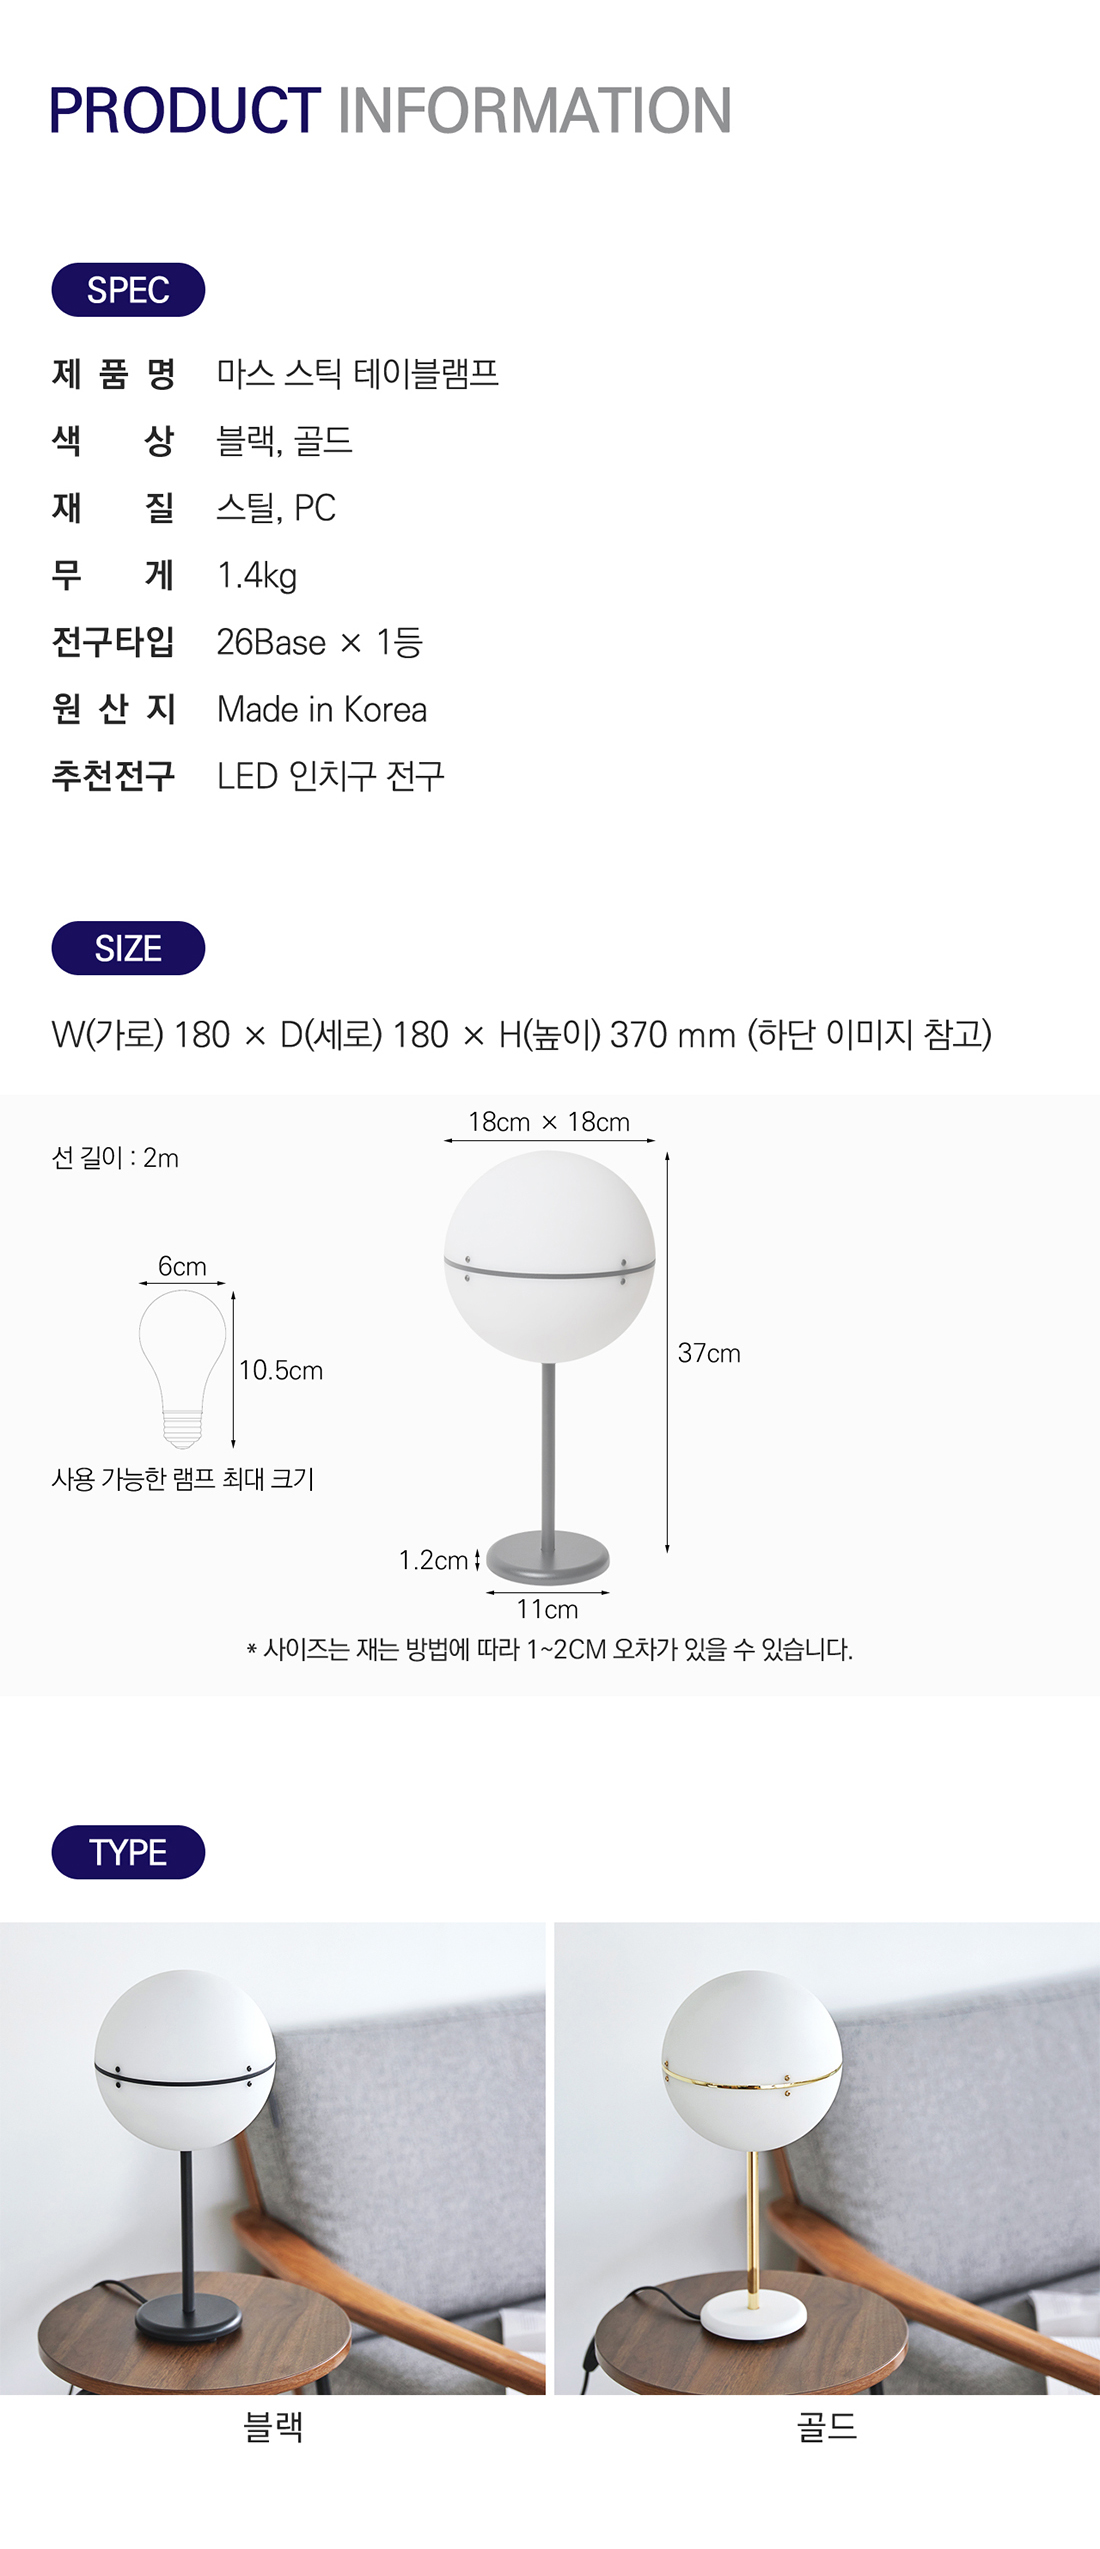 PRODUCT INFORMATION
SPEC
제 품 명 마스 스틱 테이블램프
색 상 블랙, 골드
재 질 스틸, PC
무 게 1.4kg
전구타입 26Base × 1등
원 산 지 Made in Korea
추천전구 LED 인치구 전구
SIZE
W(가로) 180 × D(세로) 180 × H(높이) 370 mm (하단 이미지 참고)
18cm × 18cm
선 길이 : 2m
6cm
37cm
10.5cm
사용 가능한 램프 최대 크기
1.2cm
11cm
* 사이즈는 재는 방법에 따라 1~2CM 오차가 있을 수 있습니다.
TYPE
블랙 골드